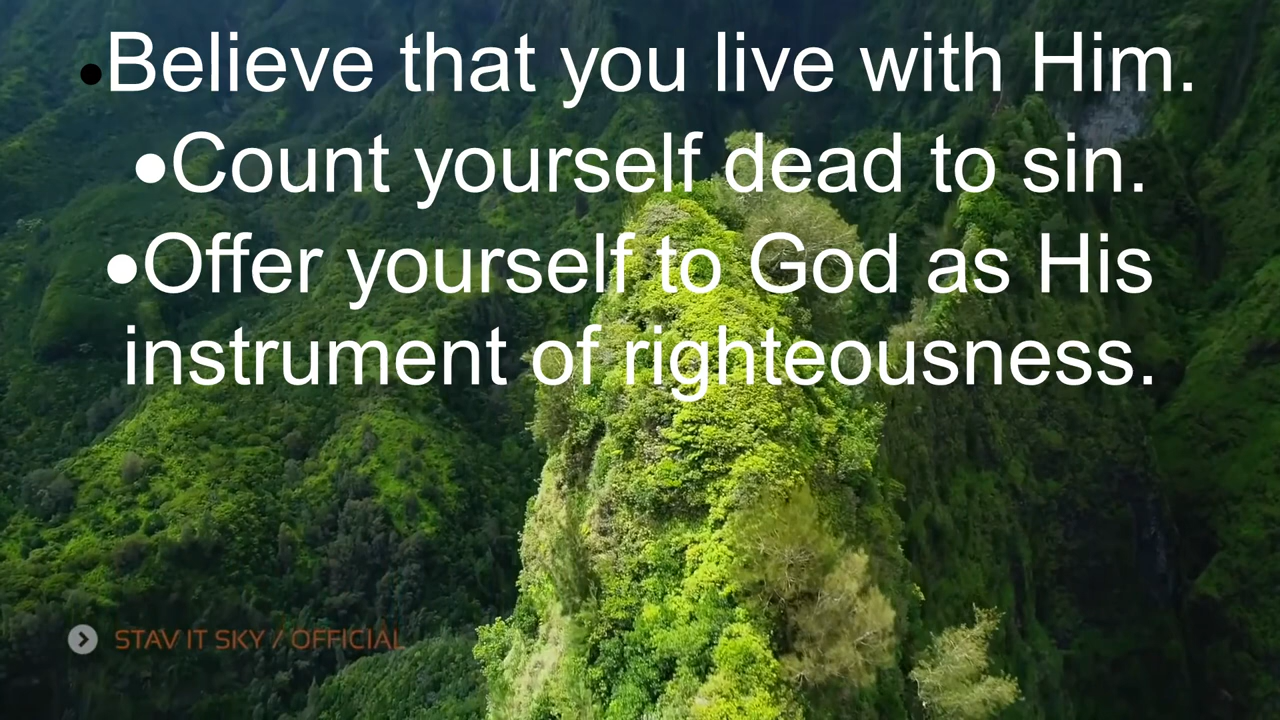 •Believe that you live with Him.
•Count yourself dead to sin.
•Offer yourself to God as His
instrument of righteousness.
STAV IT SKY / OFFICIAL